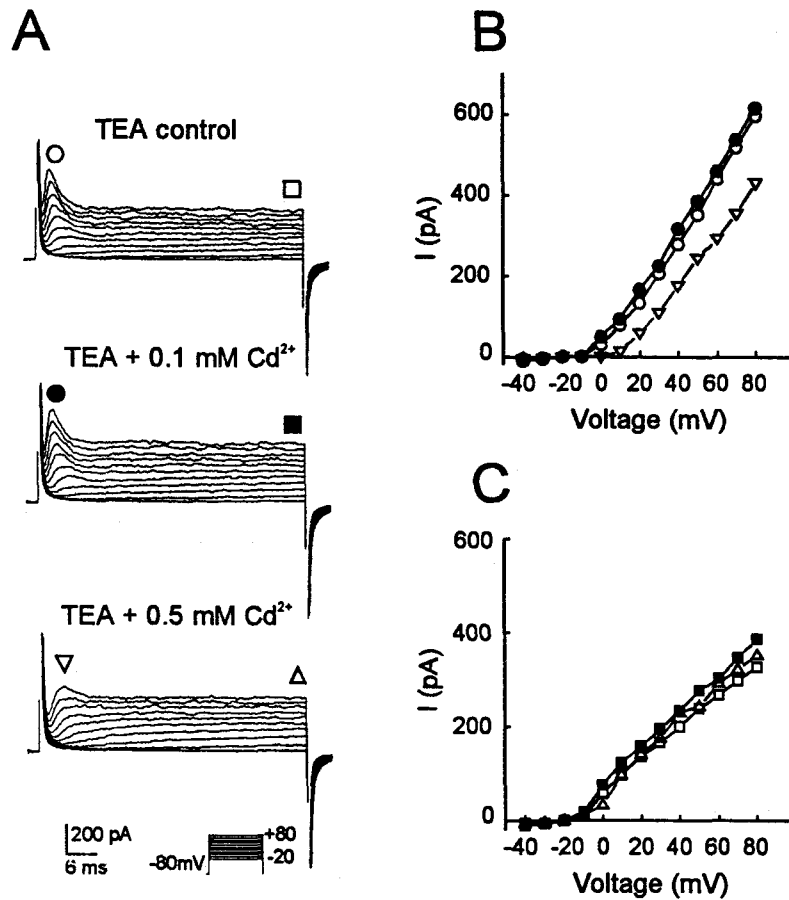 A
TEA control
TEA + 0.1 mM Cd²⁺
TEA + 0.5 mM Cd²⁺
200 pA
6 ms
-80mV
+80
-20
B
I (pA)
600
400
200
0
-40 -20 0 20 40 60 80
Voltage (mV)
C
I (pA)
600
400
200
0
-40 -20 0 20 40 60 80
Voltage (mV)